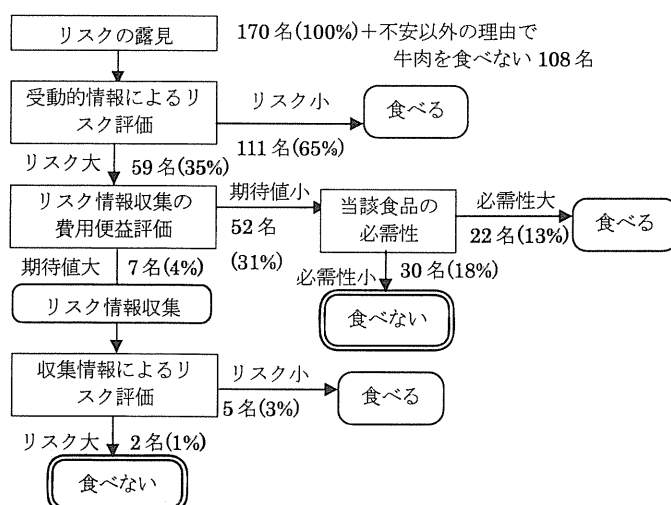 リスクの露見
170名(100%)+不安以外の理由で
牛肉を食べない 108名
受動的情報によるリ
スク評価
リスク小
111名(65%)
食べる
リスク大
59名(35%)
リスク情報収集の
費用便益評価
期待値小
52名
(31%)
当該食品の
必需性
必需性大
22名(13%)
食べる
期待値大
7名(4%)
必需性小
30名(18%)
食べない
リスク情報収集
収集情報によるリ
スク評価
リスク小
5名(3%)
食べる
リスク大
2名(1%)
食べない